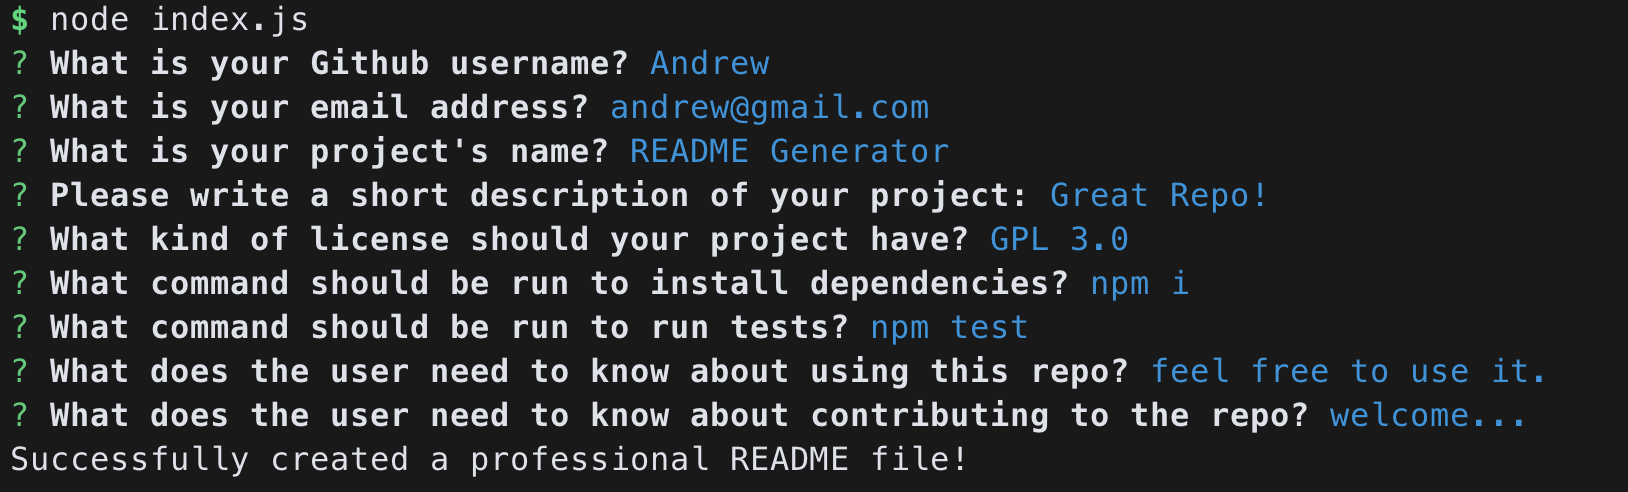 $ node index.js
? What is your Github username? Andrew
? What is your email address? andrew@gmail.com
? What is your project's name? README Generator
? Please write a short description of your project: Great Repo!
? What kind of license should your project have? GPL 3.0
? What command should be run to install dependencies? npm i
? What command should be run to run tests? npm test
? What does the user need to know about using this repo? feel free to use it.
? What does the user need to know about contributing to the repo? welcome...
Successfully created a professional README file!